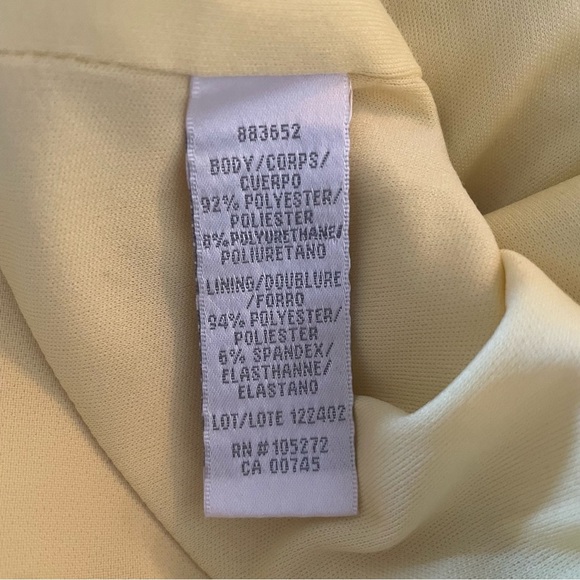 883652
BODY/CORPS/
CUERPO
92% POLYESTER/
POLIESTER
8% POLYURETHANE/
POLIURETANO
LINING/DOUBLURE
/FORRO
94% POLYESTER/
POLIESTER
6% SPANDEX/
ELASTHANNE/
ELASTANO
LOT/LOTE 122402
RN #105272
CA 00745